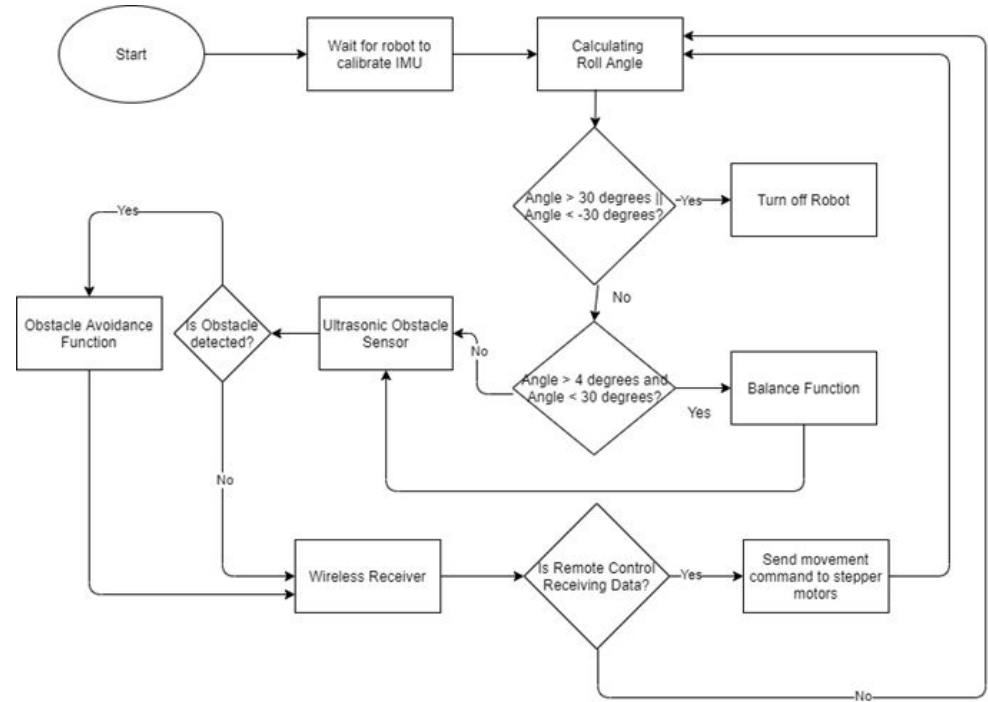 Start
Wait for robot to
calibrate IMU
Calculating
Roll Angle
Angle > 30 degrees ||
Angle < -30 degrees?
Yes
Turn off Robot
No
Yes
Obstacle Avoidance
Function
Is Obstacle
detected?
Ultrasonic Obstacle
Sensor
No
Angle > 4 degrees and
Angle < 30 degrees?
Yes
Balance Function
No
Wireless Receiver
Is Remote Control
Receiving Data?
Yes
Send movement
command to stepper
motors
No